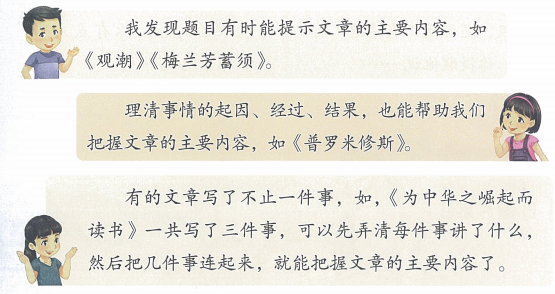 我发现题目有时能提示文章的主要内容，如
《观潮》《梅兰芳蓄须》。
理清事情的起因、经过、结果，也能帮助我们
把握文章的主要内容，如《普罗米修斯》。
有的文章写了不止一件事，如，《为中华之崛起而
读书》一共写了三件事，可以先弄清每件事讲了什么，
然后把几件事连起来，就能把握文章的主要内容了。